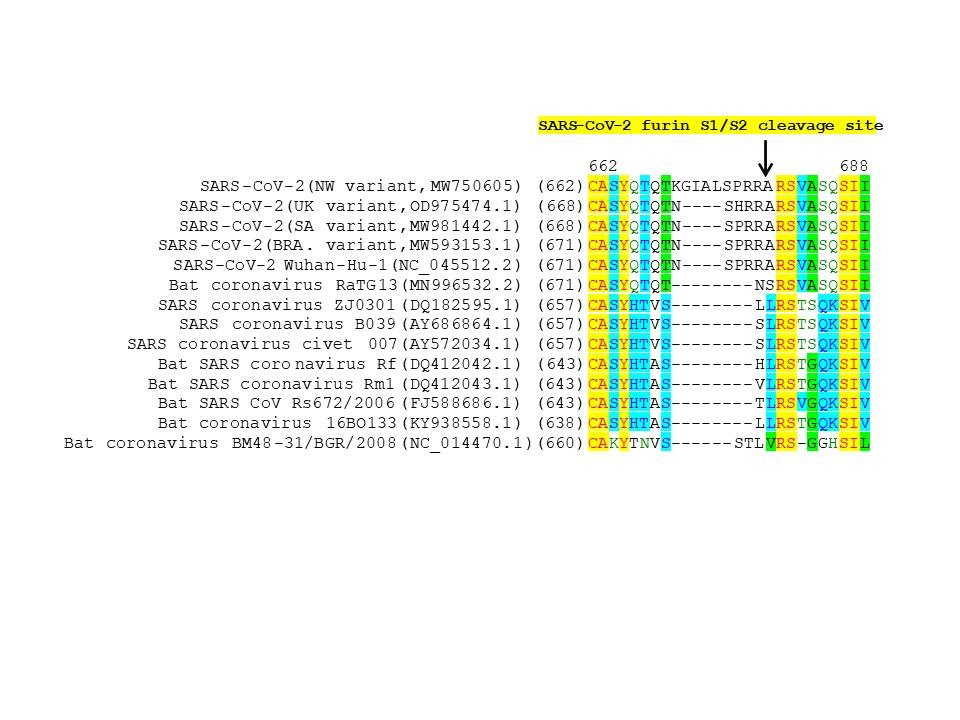 SARS-CoV-2 furin S1/S2 cleavage site
662 688
SARS-CoV-2(NW variant,MW750605) (662)CASYQTQTKGIALSPRRARSVASQSII
SARS-CoV-2(UK variant,OD975474.1) (668)CASYQTQTN----SHRRARSVASQSII
SARS-CoV-2(SA variant,MW981442.1) (668)CASYQTQTN----SPRRARSVASQSII
SARS-CoV-2(BRA. variant,MW593153.1) (671)CASYQTQTN----SPRRARSVASQSII
SARS-CoV-2 Wuhan-Hu-1(NC_045512.2) (671)CASYQTQTN----SPRRARSVASQSII
Bat coronavirus RaTG13(MN996532.2) (671)CASYQTQT--------NSRSVASQSII
SARS coronavirus ZJ0301(DQ182595.1) (657)CASYHTVS--------LLRSTSQKSIV
SARS coronavirus B039(AY686864.1) (657)CASYHTVS--------SLRSTSQKSIV
SARS coronavirus civet 007(AY572034.1) (657)CASYHTVS--------SLRSTSQKSIV
Bat SARS coronavirus Rf(DQ412042.1) (643)CASYHTAS--------HLRSTGQKSIV
Bat SARS coronavirus Rm1(DQ412043.1) (643)CASYHTAS--------VLRSTGQKSIV
Bat SARS CoV Rs672/2006(FJ588686.1) (643)CASYHTAS--------TLRSVGQKSIV
Bat coronavirus 16BO133(KY938558.1) (638)CASYHTAS--------LLRSTGQKSIV
Bat coronavirus BM48-31/BGR/2008(NC_014470.1)(660)CAKYTNVS------STLVRS-GGHSIL